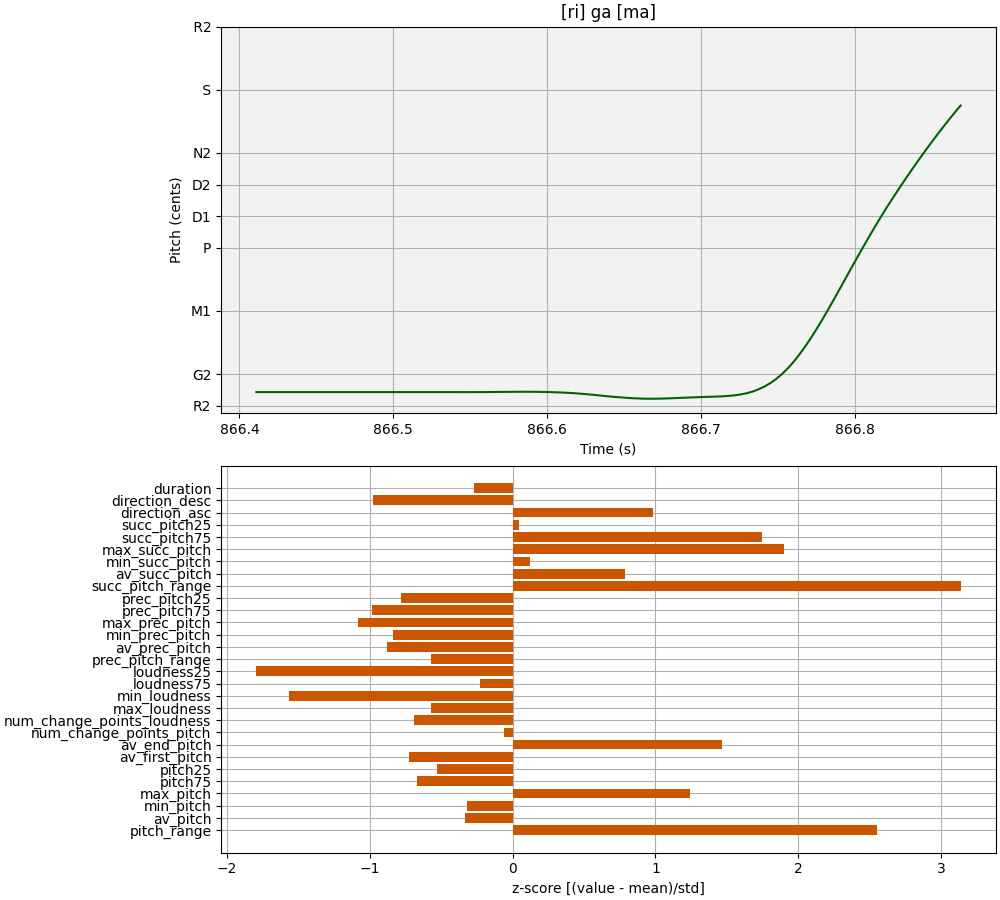 [ri] ga [ma]
R2
S
N2
D2
D1
P
M1
G2
R2
Pitch (cents)
866.4 866.5 866.6 866.7 866.8
Time (s)
duration
direction_desc
direction_asc
succ_pitch25
succ_pitch75
max_succ_pitch
min_succ_pitch
av_succ_pitch
succ_pitch_range
prec_pitch25
prec_pitch75
max_prec_pitch
min_prec_pitch
av_prec_pitch
prec_pitch_range
loudness25
loudness75
min_loudness
max_loudness
num_change_points_loudness
num_change_points_pitch
av_end_pitch
av_first_pitch
pitch25
pitch75
max_pitch
min_pitch
av_pitch
pitch_range
−2 −1 0 1 2 3
z-score [(value - mean)/std]